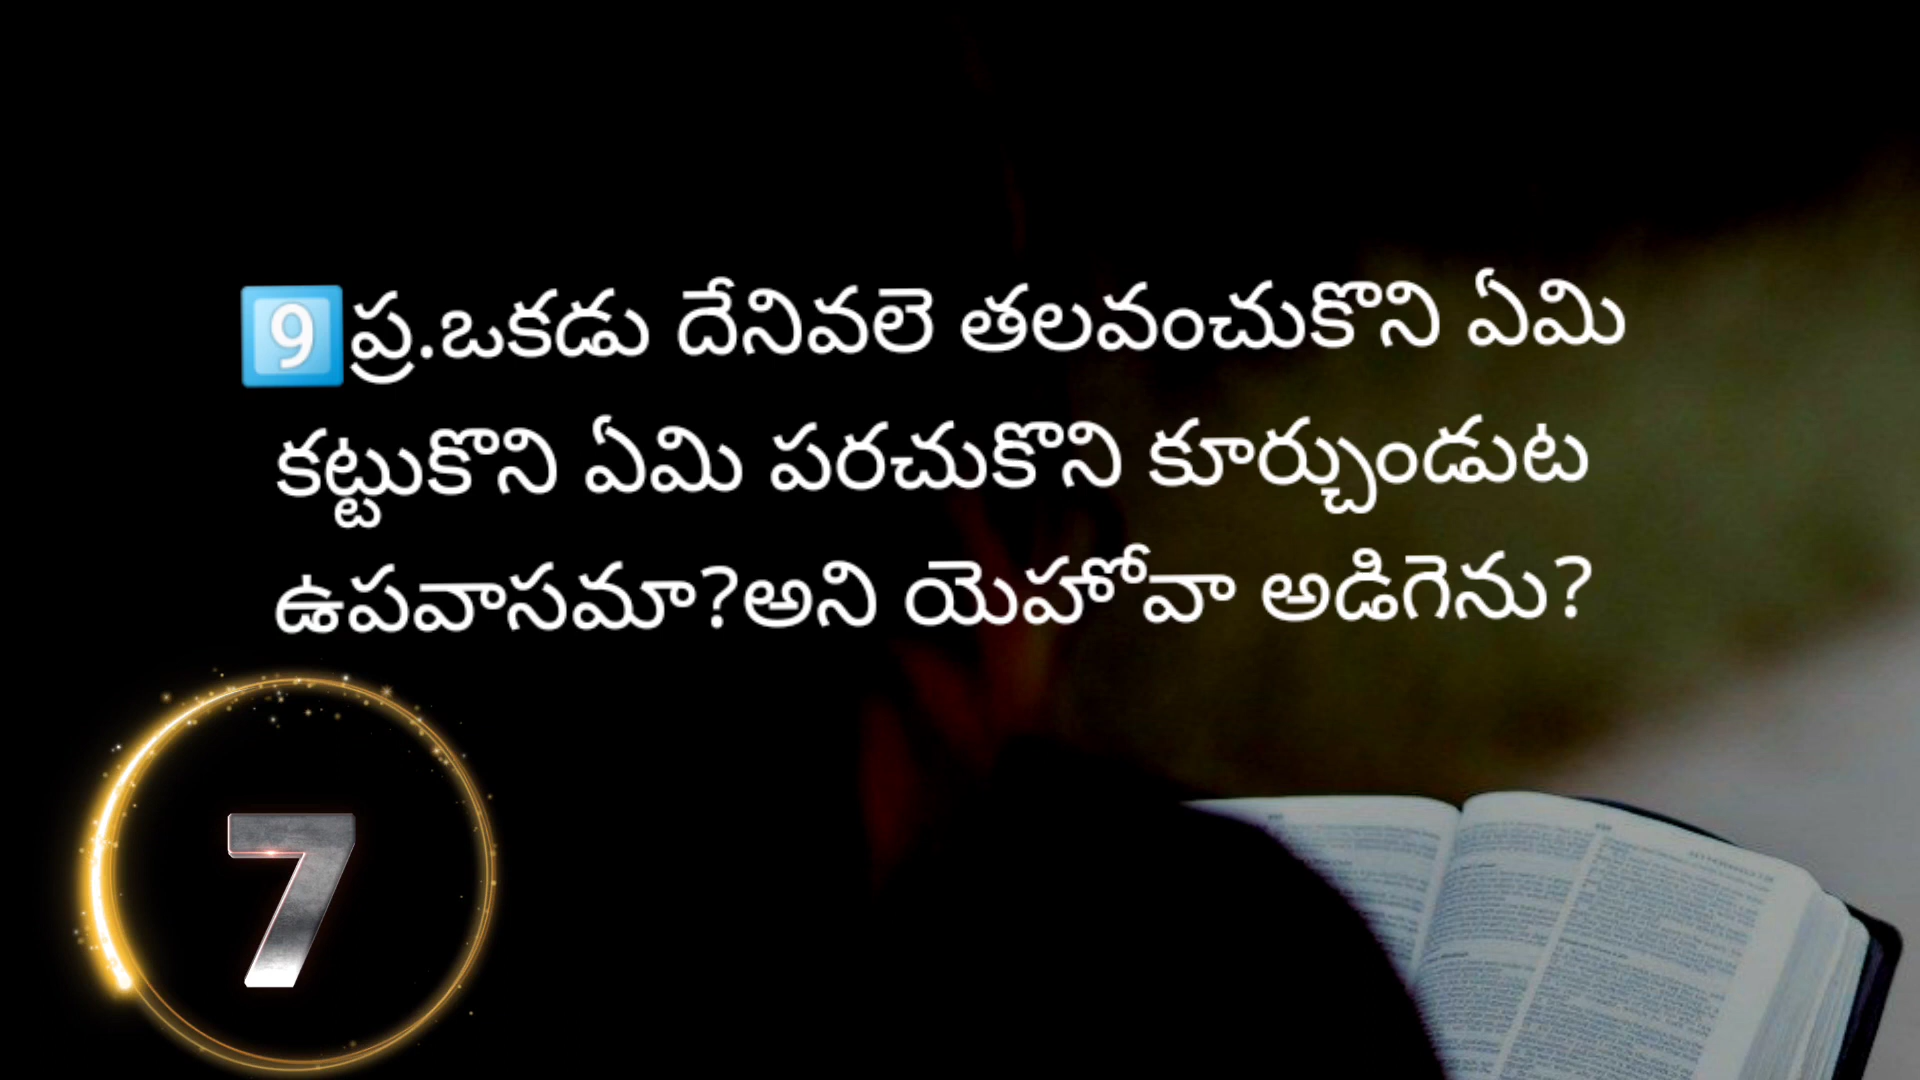 9 ప్ర.ఒకడు దేనివలె తలవంచుకొని ఏమి
కట్టుకొని ఏమి పరచుకొని కూర్చుండుట
ఉపవాసమా?అని యెహోవా అడిగెను?
7